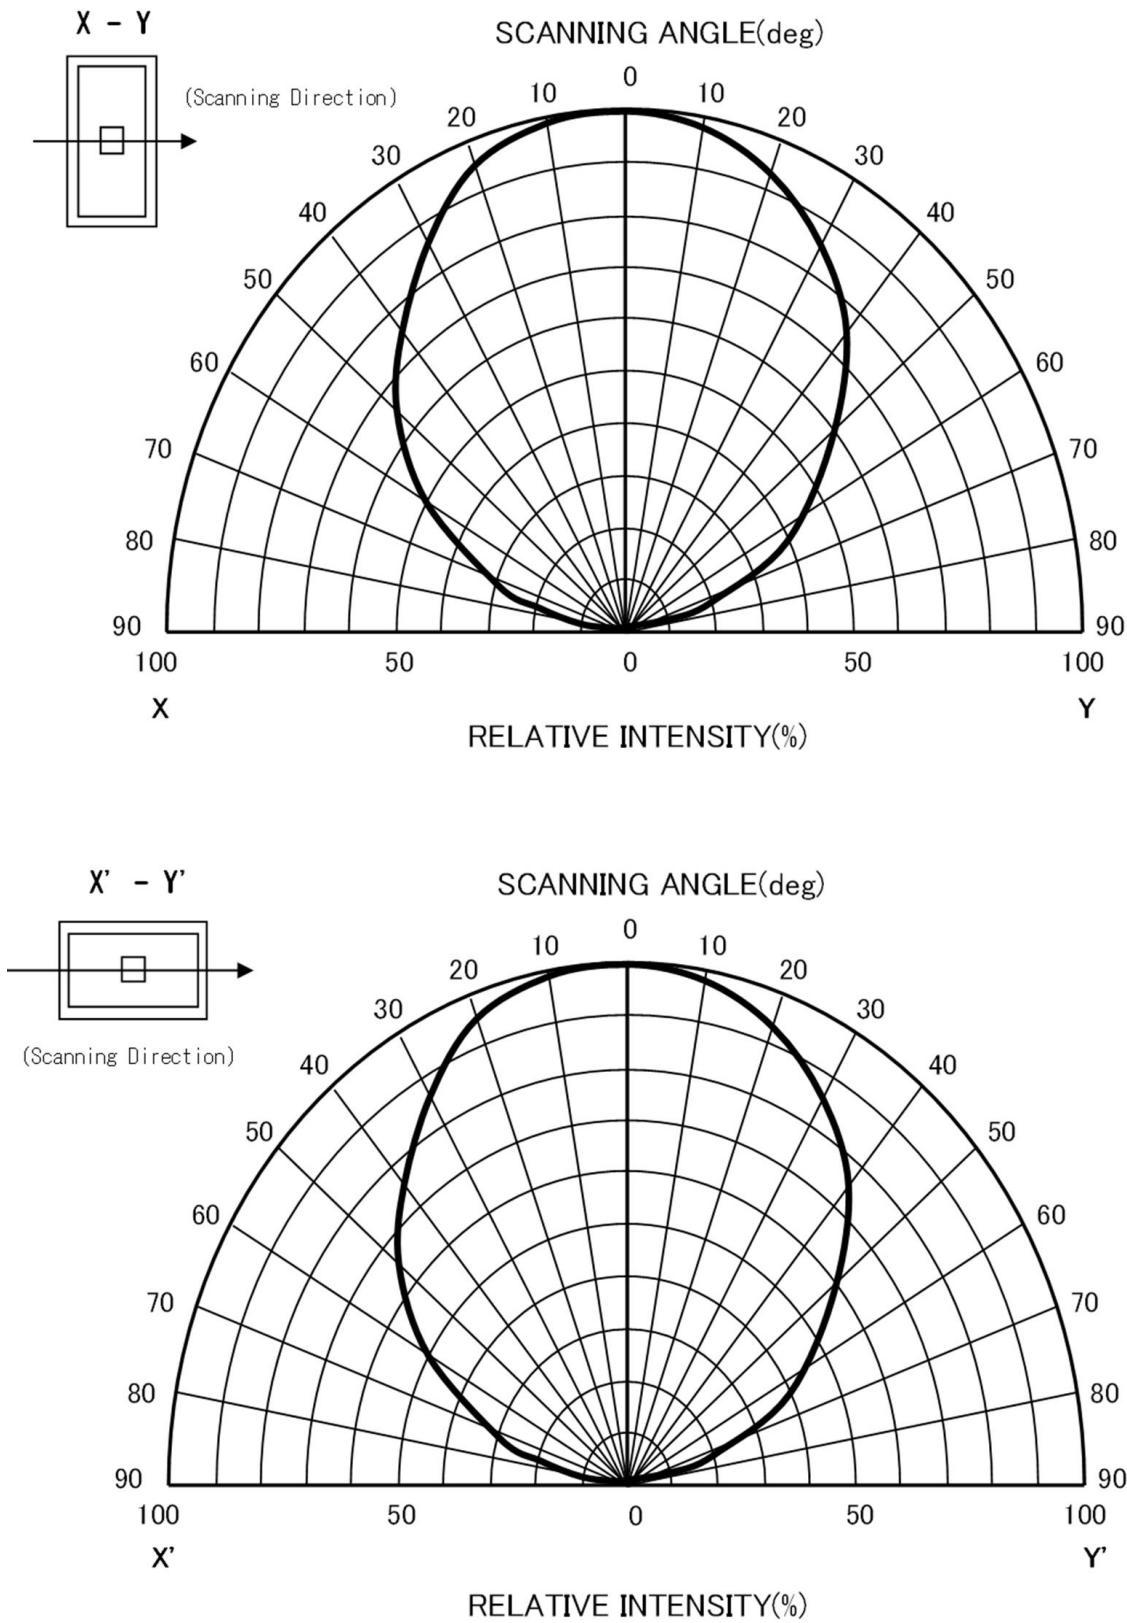 X - Y
SCANNING ANGLE(deg)
(Scanning Direction)
0
10 10
20 20
30 30
40 40
50 50
60 60
70 70
80 80
90 90
100 50 0 50 100
X Y
RELATIVE INTENSITY(%)
X' - Y'
SCANNING ANGLE(deg)
0
10 10
20 20
30 30
(Scanning Direction)
40 40
50 50
60 60
70 70
80 80
90 90
100 50 0 50 100
X' Y'
RELATIVE INTENSITY(%)